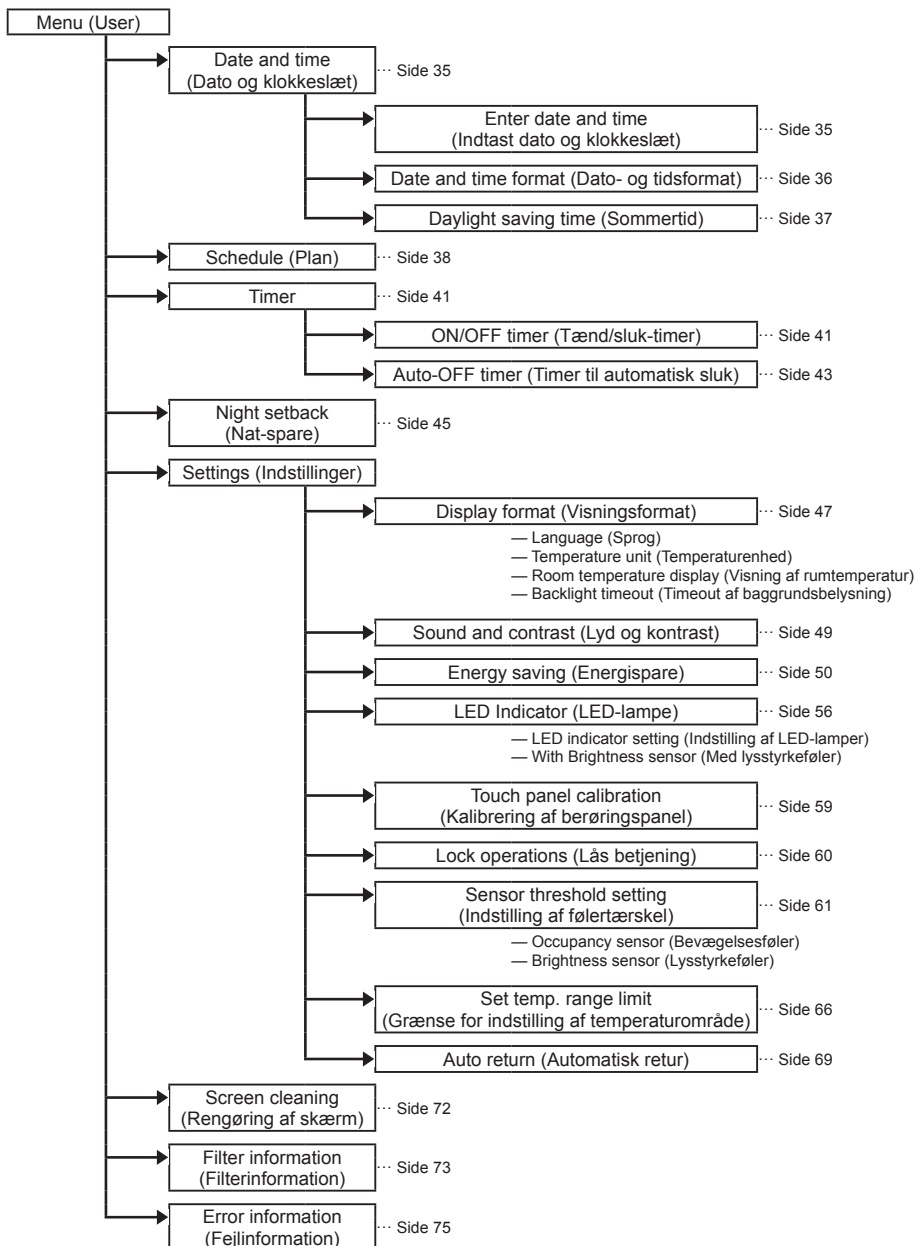 Menu (User)
Date and time
(Dato og klokkeslæt)
··· Side 35
Enter date and time
(Indtast dato og klokkeslæt)
··· Side 35
Date and time format (Dato- og tidsformat)
··· Side 36
Daylight saving time (Sommertid)
··· Side 37
Schedule (Plan)
··· Side 38
Timer
··· Side 41
ON/OFF timer (Tænd/sluk-timer)
··· Side 41
Auto-OFF timer (Timer til automatisk sluk)
··· Side 43
Night setback
(Nat-spare)
··· Side 45
Settings (Indstillinger)
Display format (Visningsformat)
··· Side 47
— Language (Sprog)
— Temperature unit (Temperaturenhed)
— Room temperature display (Visning af rumtemperatur)
— Backlight timeout (Timeout af baggrundsbelysning)
Sound and contrast (Lyd og kontrast)
··· Side 49
Energy saving (Energispare)
··· Side 50
LED Indicator (LED-lampe)
··· Side 56
— LED indicator setting (Indstilling af LED-lamper)
— With Brightness sensor (Med lysstyrkeføler)
Touch panel calibration
(Kalibrering af berøringspanel)
··· Side 59
Lock operations (Lås betjening)
··· Side 60
Sensor threshold setting
(Indstilling af følertærskel)
··· Side 61
— Occupancy sensor (Bevægelsesføler)
— Brightness sensor (Lysstyrkeføler)
Set temp. range limit
(Grænse for indstilling af temperaturområde)
··· Side 66
Auto return (Automatisk retur)
··· Side 69
Screen cleaning
(Rengøring af skærm)
··· Side 72
Filter information
(Filterinformation)
··· Side 73
Error information
(Fejlinformation)
··· Side 75